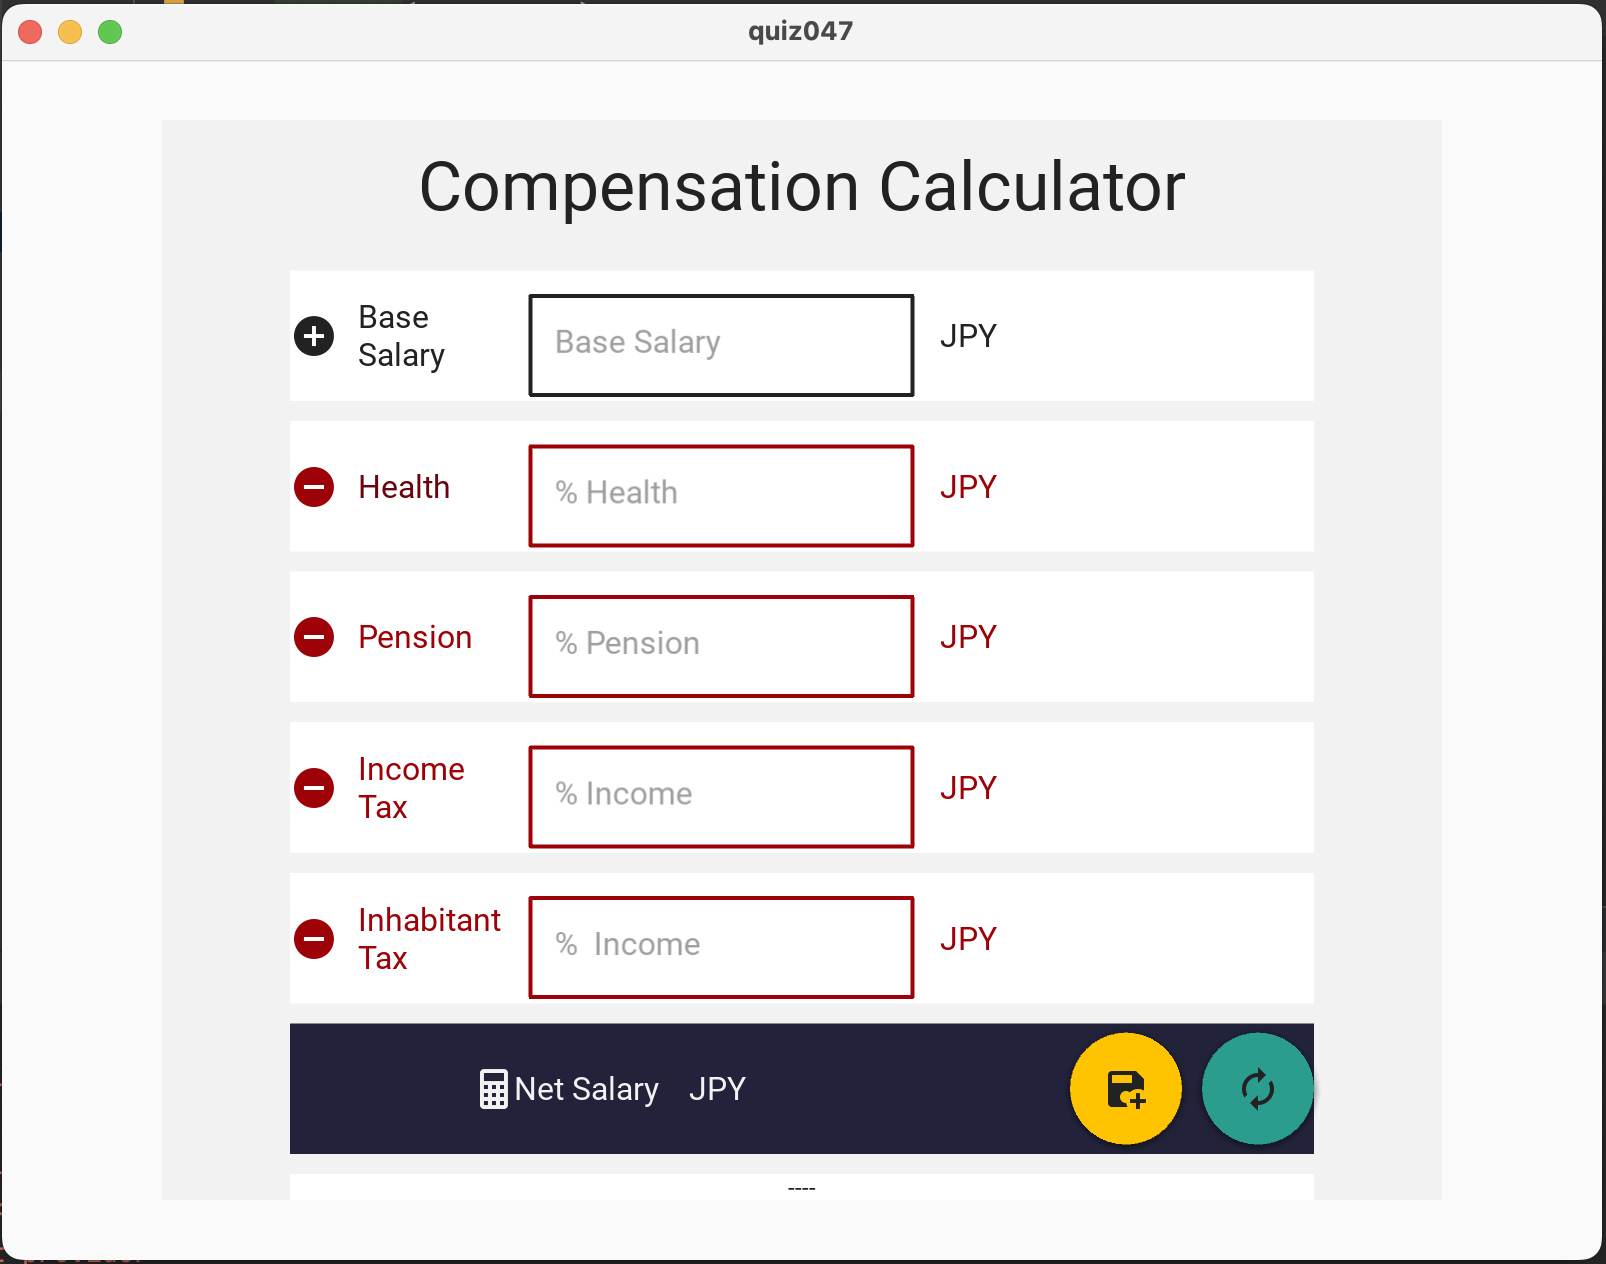 quiz047
Compensation Calculator
Base
Salary
Base Salary
JPY
Health
% Health
JPY
Pension
% Pension
JPY
Income
Tax
% Income
JPY
Inhabitant
Tax
%  Income
JPY
Net Salary JPY
----